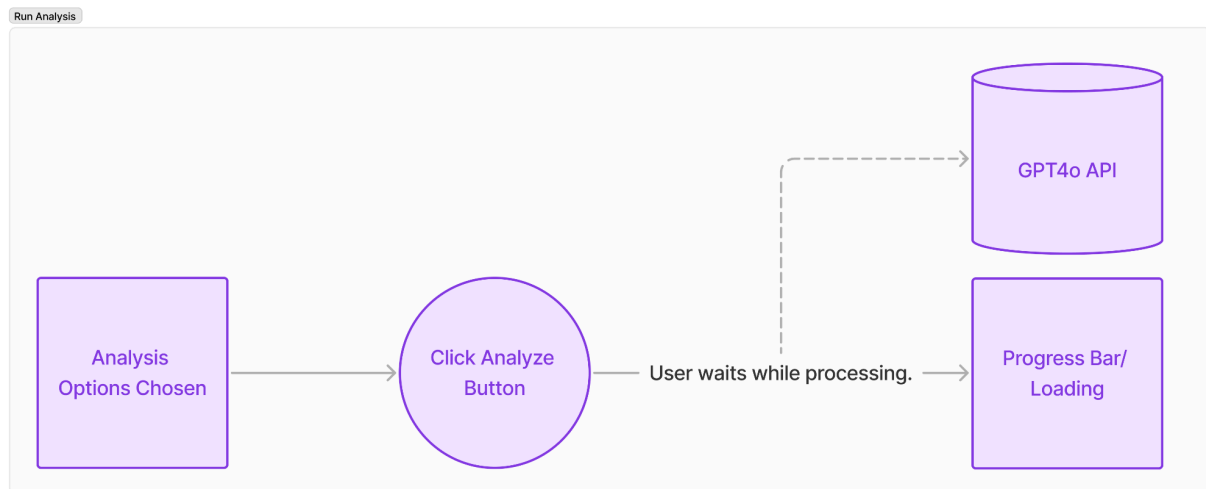 Run Analysis
GPT4o API
Analysis
Options Chosen
Click Analyze
Button
User waits while processing.
Progress Bar/
Loading